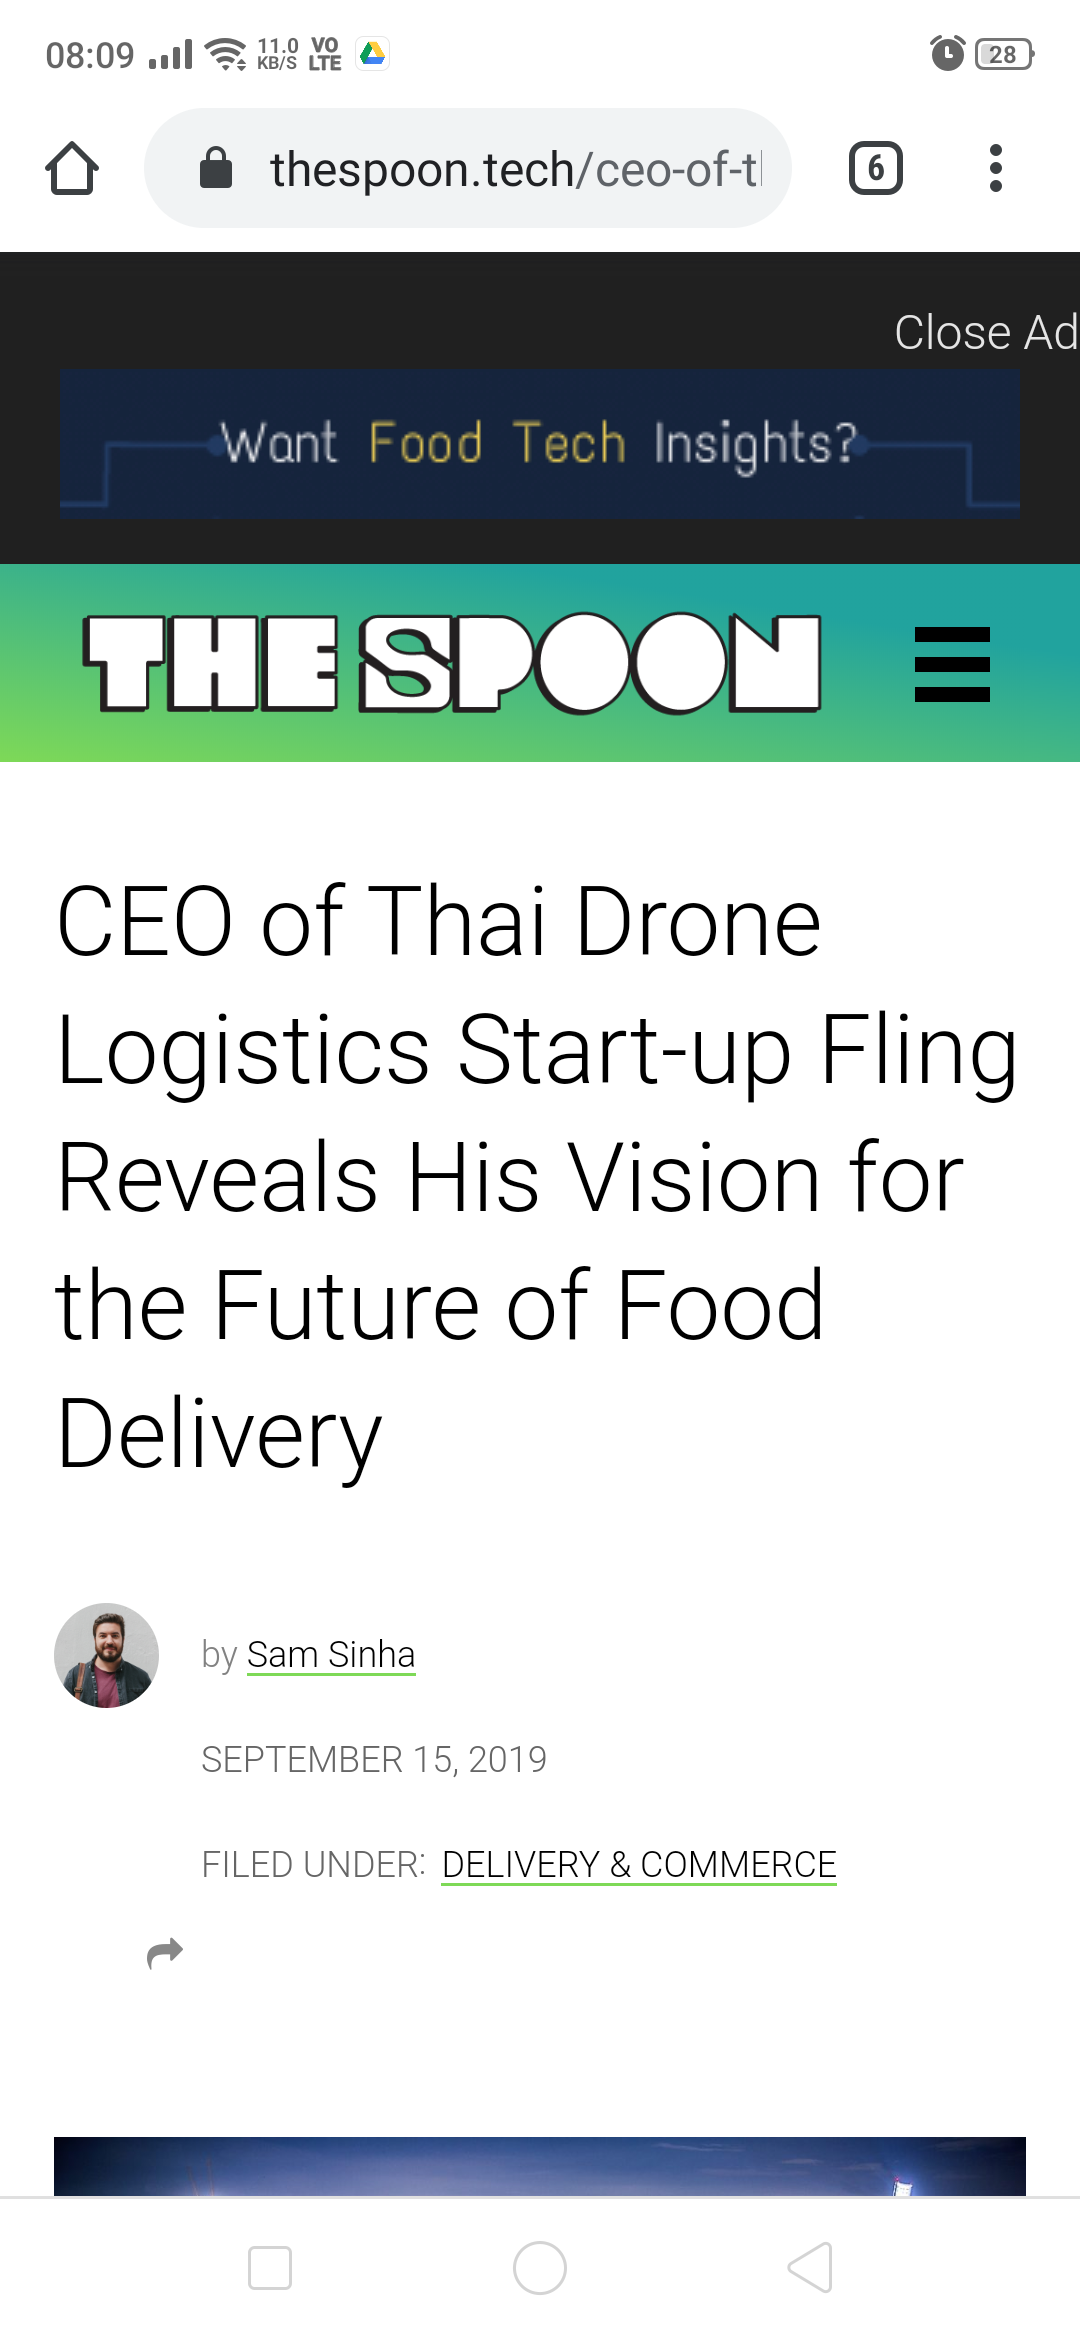 08:09 11.0 KB/S VO LTE 28
thespoon.tech/ceo-of-t
6
Close Ad
Want Food Tech Insights?
THE SPOON
CEO of Thai Drone
Logistics Start-up Fling
Reveals His Vision for
the Future of Food
Delivery
by Sam Sinha
SEPTEMBER 15, 2019
FILED UNDER: DELIVERY & COMMERCE